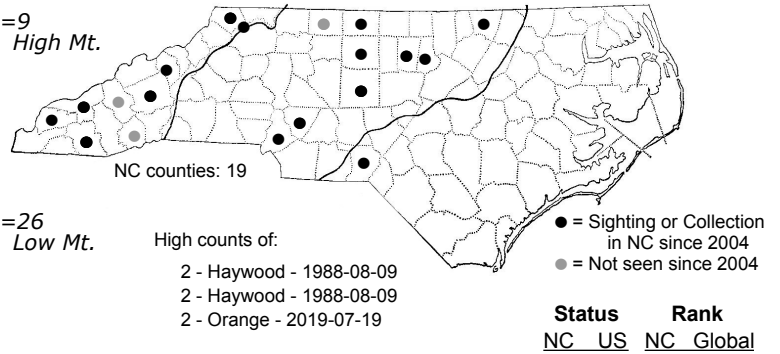 =9
High Mt.
NC counties: 19
=26
Low Mt.
High counts of:
2 - Haywood - 1988-08-09
2 - Haywood - 1988-08-09
2 - Orange - 2019-07-19
● = Sighting or Collection
in NC since 2004
● = Not seen since 2004
Status Rank
NC US NC Global